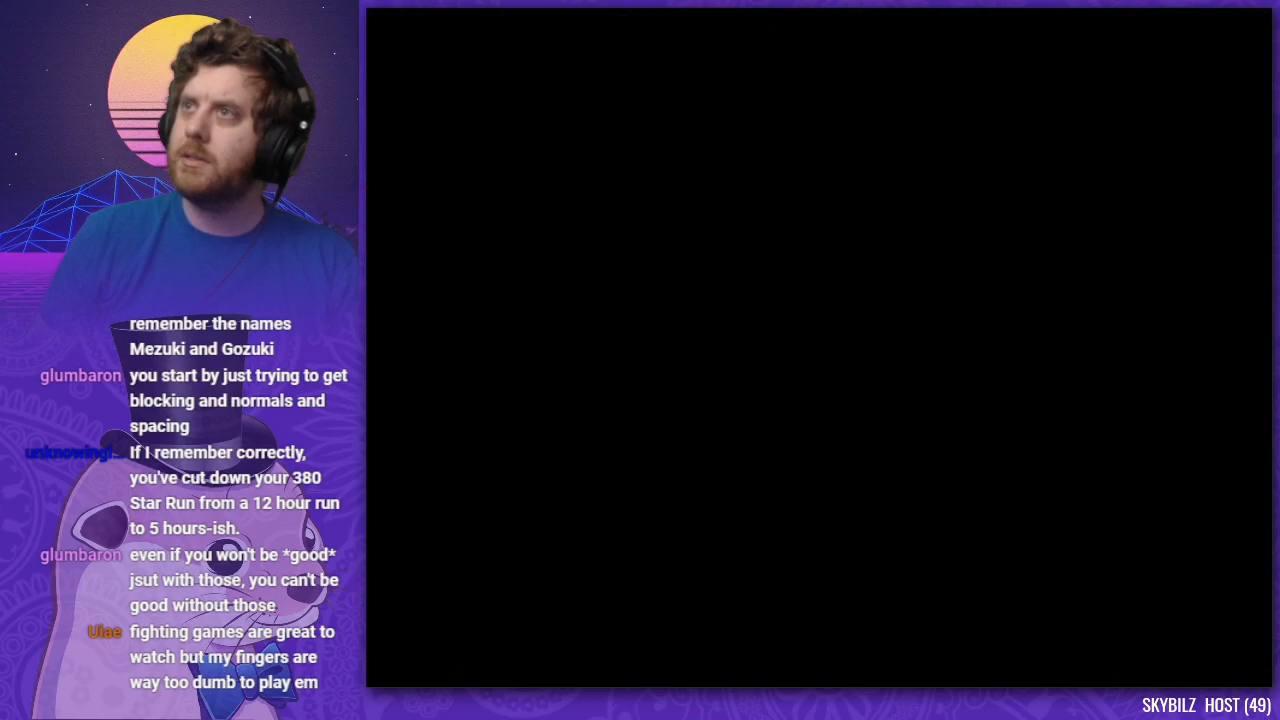 remember the names
Mezuki and Gozuki
glumbaron you start by just trying to get
blocking and normals and
spacing
unknowingl... If I remember correctly,
you've cut down your 380
Star Run from a 12 hour run
to 5 hours-ish.
glumbaron even if you won't be *good*
jsut with those, you can't be
good without those
Uiae fighting games are great to
watch but my fingers are
way too dumb to play em
SKYBILZ HOST (49)